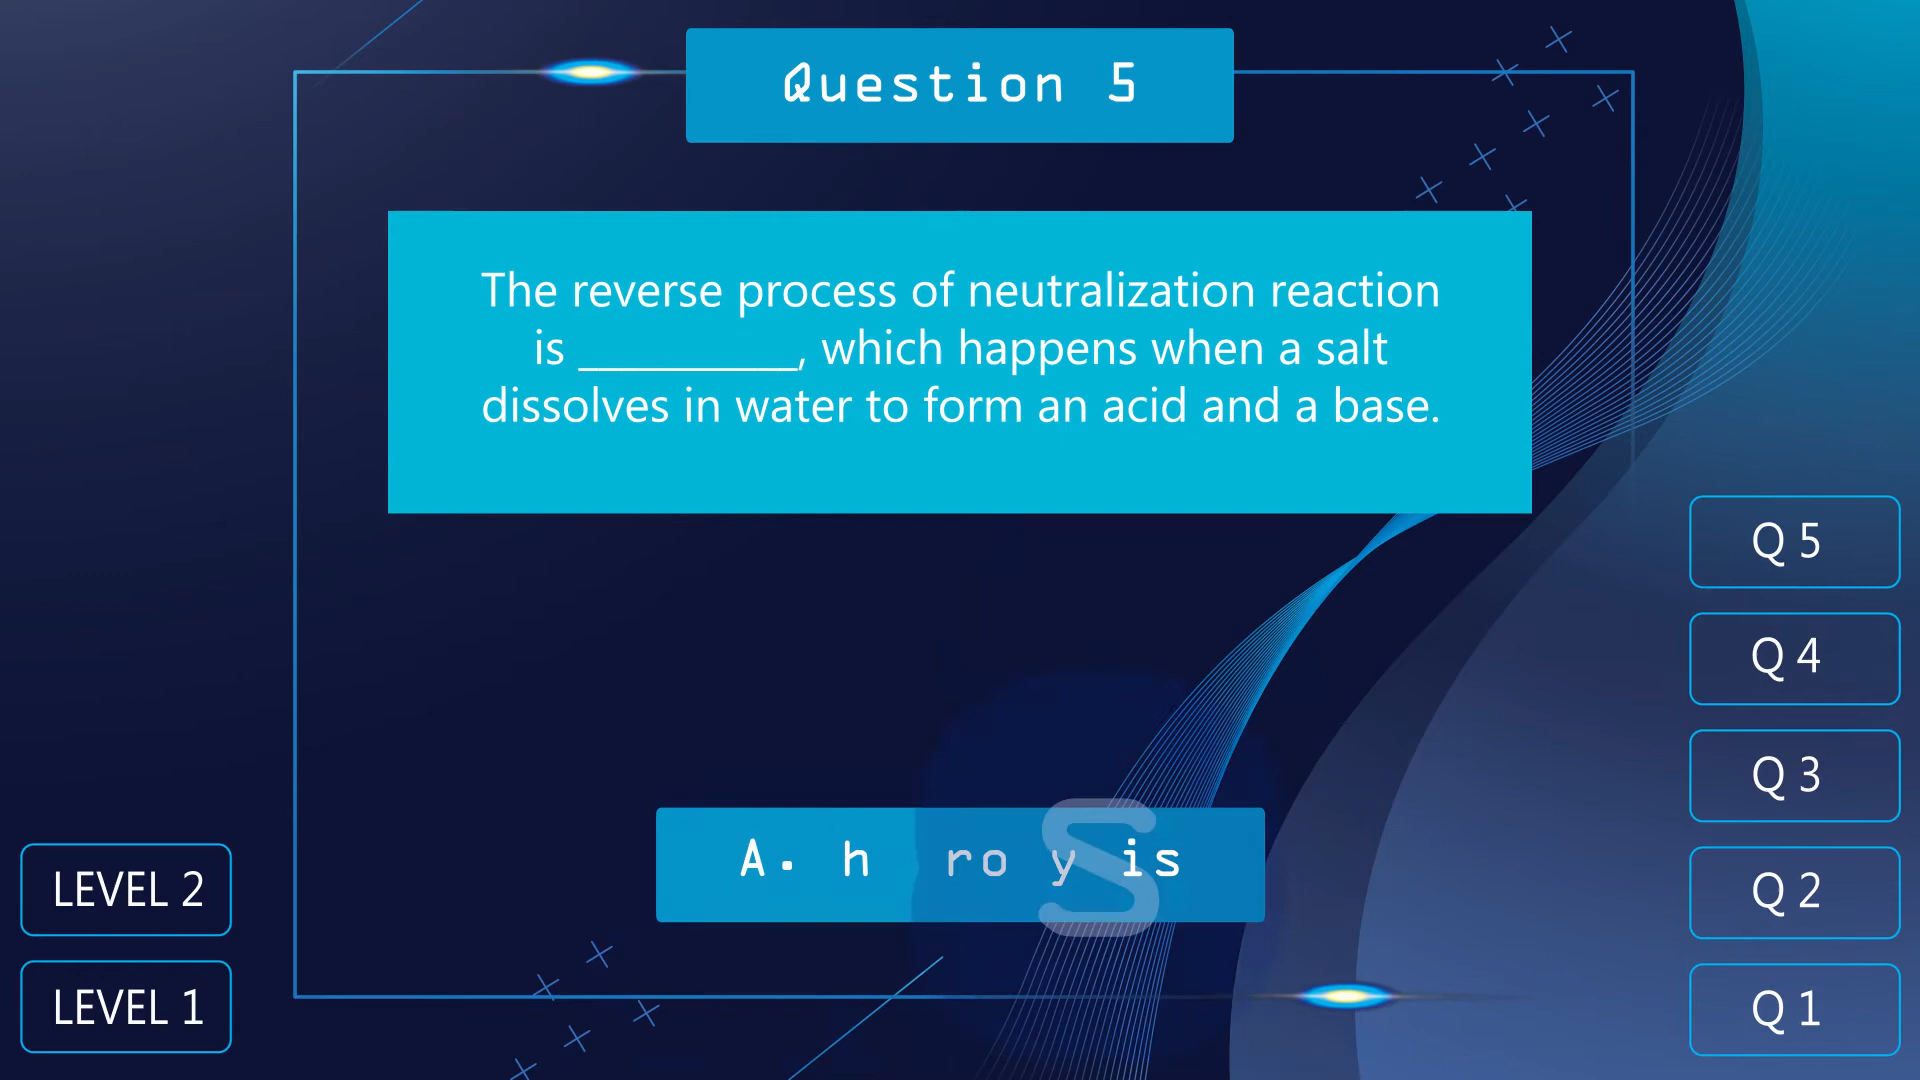 Question 5
The reverse process of neutralization reaction
is __________, which happens when a salt
dissolves in water to form an acid and a base.
Q 5
Q 4
Q 3
A. h ro y is
S
LEVEL 2
Q 2
LEVEL 1
Q 1